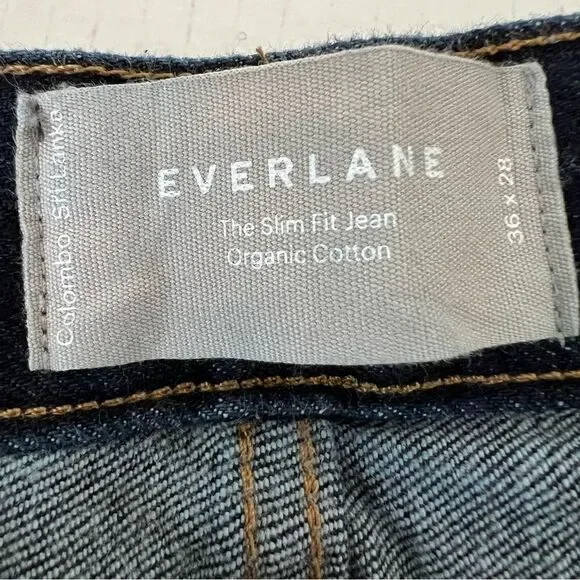 EVERLANE
The Slim Fit Jean
Organic Cotton
Colombo, Sri Lanka
36 x 28